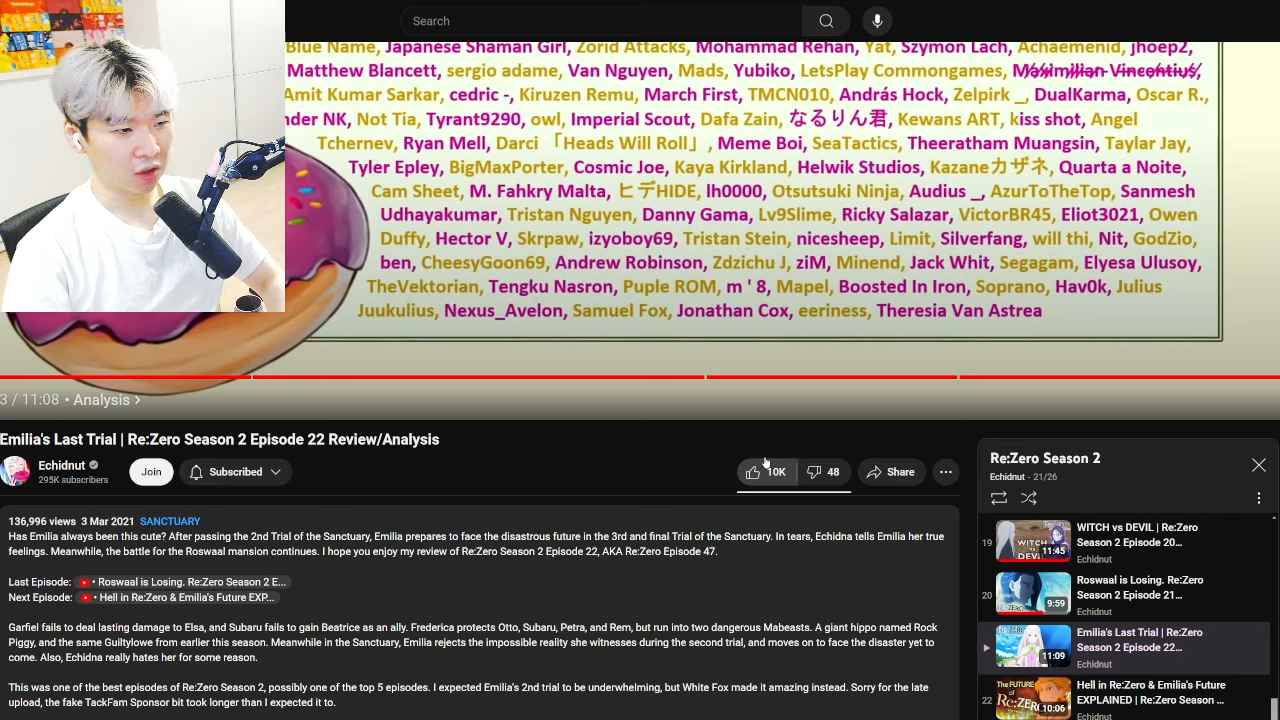 Search
Blue Name, Japanese Shaman Girl, Zorid Attacks, Mohammad Rehan, Yat, Szymon Lach, Achaemenid, jhoep2,
Matthew Blancett, sergio adame, Van Nguyen, Mads, Yubiko, LetsPlay Commongames, Maximilian Vincentius,
Amit Kumar Sarkar, cedric -, Kiruzen Remu, March First, TMCN010, András Hock, Zelpirk _, DualKarma, Oscar R.,
nder NK, Not Tia, Tyrant9290, owl, Imperial Scout, Dafa Zain, なるりん君, Kewans ART, kiss shot, Angel
Tchernev, Ryan Mell, Darci 「Heads Will Roll」, Meme Boi, SeaTactics, Theeratham Muangsin, Taylar Jay,
Tyler Epley, BigMaxPorter, Cosmic Joe, Kaya Kirkland, Helwik Studios, Kazaneカザネ, Quarta a Noite,
Cam Sheet, M. Fahkry Malta, ヒデHIDE, lh0000, Otsutsuki Ninja, Audius _, AzurToTheTop, Sanmesh
Udhayakumar, Tristan Nguyen, Danny Gama, Lv9Slime, Ricky Salazar, VictorBR45, Eliot3021, Owen
Duffy, Hector V, Skrpaw, izyoboy69, Tristan Stein, nicesheep, Limit, Silverfang, will thi, Nit, GodZio,
ben, CheesyGoon69, Andrew Robinson, Zdzichu J, ziM, Minend, Jack Whit, Segagam, Elyesa Ulusoy,
TheVektorian, Tengku Nasron, Puple ROM, m ' 8, Mapel, Boosted In Iron, Soprano, Hav0k, Julius
Juukulius, Nexus_Avelon, Samuel Fox, Jonathan Cox, eeriness, Theresia Van Astrea
3 / 11:08 • Analysis >
Emilia's Last Trial | Re:Zero Season 2 Episode 22 Review/Analysis
Echidnut
295K subscribers
Join
Subscribed
10K
48
Share
136,996 views 3 Mar 2021 SANCTUARY
Has Emilia always been this cute? After passing the 2nd Trial of the Sanctuary, Emilia prepares to face the disastrous future in the 3rd and final Trial of the Sanctuary. In tears, Echidna tells Emilia her true
feelings. Meanwhile, the battle for the Roswaal mansion continues. I hope you enjoy my review of Re:Zero Season 2 Episode 22, AKA Re:Zero Episode 47.
Last Episode: • Roswaal is Losing. Re:Zero Season 2 E...
Next Episode: • Hell in Re:Zero & Emilia's Future EXP...
Garfiel fails to deal lasting damage to Elsa, and Subaru fails to gain Beatrice as an ally. Frederica protects Otto, Subaru, Petra, and Rem, but run into two dangerous Mabeasts. A giant hippo named Rock
Piggy, and the same Guiltylowe from earlier this season. Meanwhile in the Sanctuary, Emilia rejects the impossible reality she witnesses during the second trial, and moves on to face the disaster yet to
come. Also, Echidna really hates her for some reason.
This was one of the best episodes of Re:Zero Season 2, possibly one of the top 5 episodes. I expected Emilia's 2nd trial to be underwhelming, but White Fox made it amazing instead. Sorry for the late
upload, the fake TackFam Sponsor bit took longer than I expected it to.
Re:Zero Season 2
Echidnut - 21/26
19
WITCH vs DEVIL
11:45
WITCH vs DEVIL | Re:Zero
Season 2 Episode 20...
Echidnut
20
9:59
Roswaal is Losing. Re:Zero
Season 2 Episode 21...
Echidnut
11:09
Emilia's Last Trial | Re:Zero
Season 2 Episode 22...
Echidnut
22
The FUTURE
of
Re:ZERO
10:06
Hell in Re:Zero & Emilia's Future
EXPLAINED | Re:Zero Season ...
Echidnut